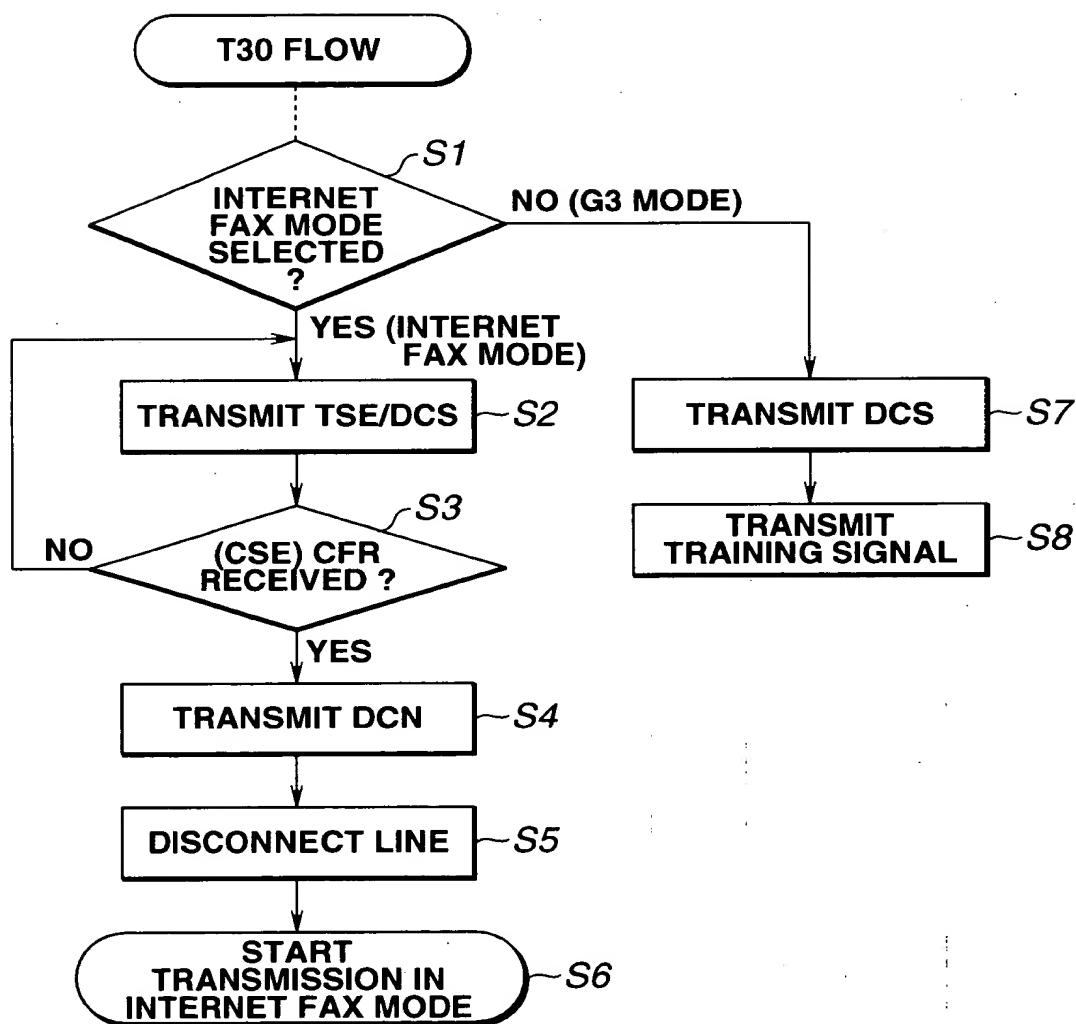 T30 FLOW
S1
INTERNET
FAX MODE
SELECTED
?
NO (G3 MODE)
YES (INTERNET
FAX MODE)
TRANSMIT TSE/DCS
S2
TRANSMIT DCS
S7
S3
NO
(CSE) CFR
RECEIVED ?
TRANSMIT
TRAINING SIGNAL
S8
YES
TRANSMIT DCN
S4
DISCONNECT LINE
S5
START
TRANSMISSION IN
INTERNET FAX MODE
S6